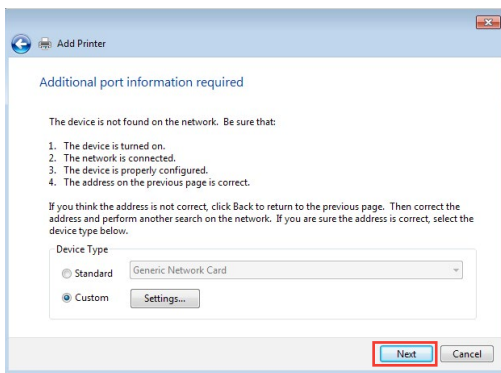 Add Printer
Additional port information required
The device is not found on the network. Be sure that:
1. The device is turned on.
2. The network is connected.
3. The device is properly configured.
4. The address on the previous page is correct.
If you think the address is not correct, click Back to return to the previous page. Then correct the
address and perform another search on the network. If you are sure the address is correct, select the
device type below.
Device Type
Standard
Generic Network Card
Custom
Settings...
Next
Cancel